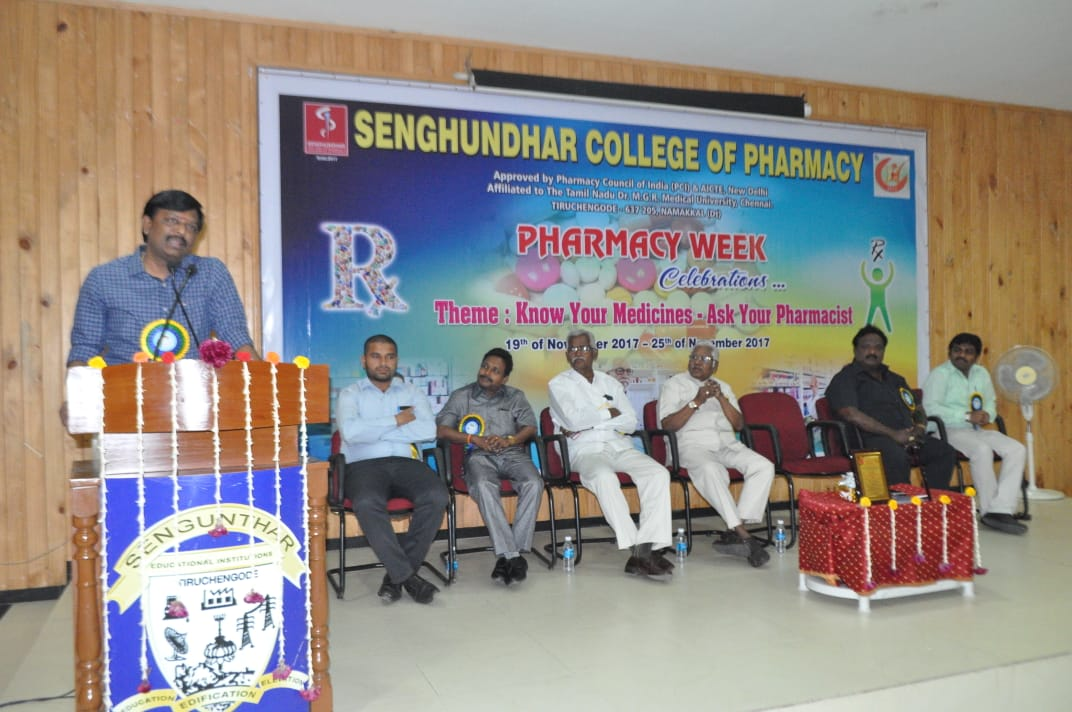 SENGHUNDHAR COLLEGE OF PHARMACY
Approved by Pharmacy Council of India (PCI) & AICTE, New Delhi.
Affiliated to The Tamil Nadu Dr. M.G.R. Medical University, Chennai.
TIRUCHENGODE - 637 205, NAMAKKAL (Dt)
Rx
PHARMACY WEEK
Celebrations ...
Rx
Theme : Know Your Medicines - Ask Your Pharmacist
19th of November 2017 – 25th of November 2017
SENGUNTHAR
EDUCATIONAL INSTITUTIONS
TIRUCHENGODE
EDUCATION
EDIFICATION